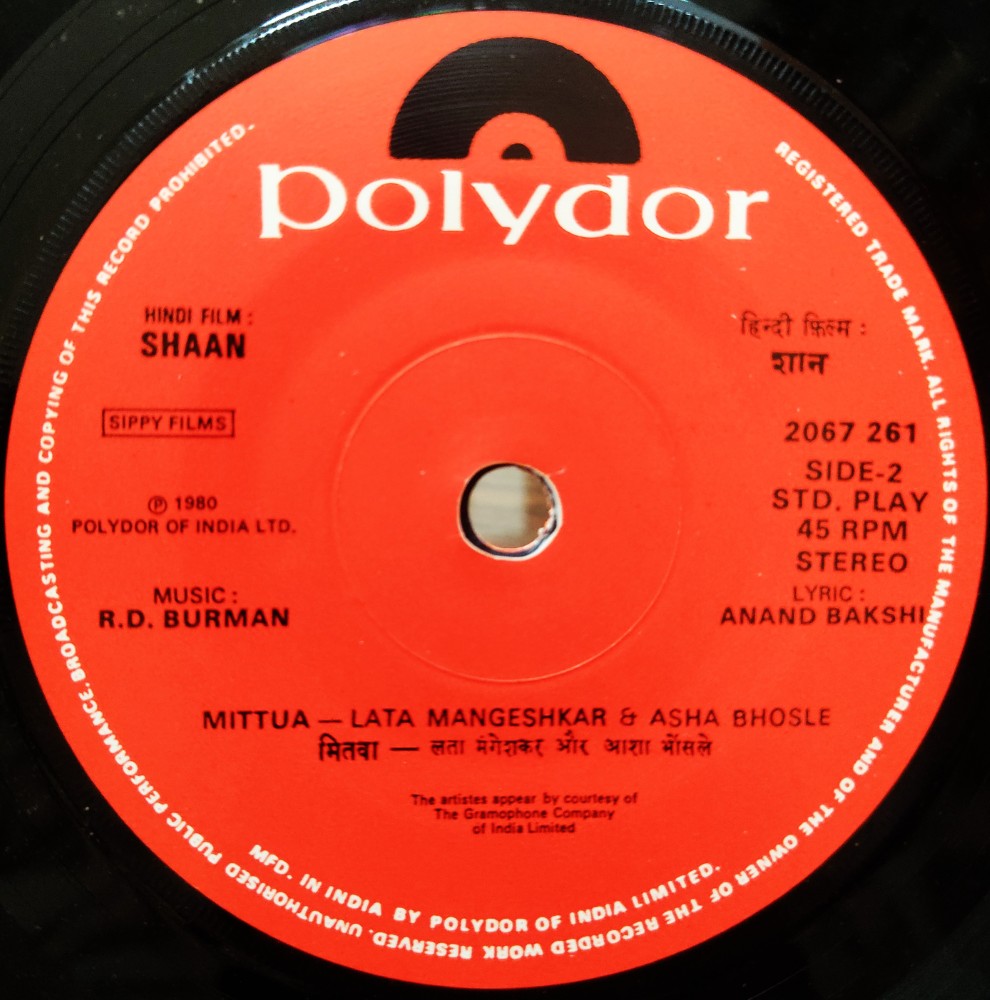 polydor
HINDI FILM :
SHAAN
SIPPY FILMS
℗ 1980
POLYDOR OF INDIA LTD.
MUSIC :
R.D. BURMAN
हिन्दी फ़िल्म :
शान
2067 261
SIDE-2
STD. PLAY
45 RPM
STEREO
LYRIC :
ANAND BAKSHI
MITTUA — LATA MANGESHKAR & ASHA BHOSLE
मितवा — लता मंगेशकर और आशा भोंसले
The artistes appear by courtesy of
The Gramophone Company
of India Limited
MFD. IN INDIA BY POLYDOR OF INDIA LIMITED.
REGISTERED TRADE MARK. ALL RIGHTS OF THE MANUFACTURER AND OF THE OWNER OF THE RECORDED WORK RESERVED. UNAUTHORISED PUBLIC PERFORMANCE, BROADCASTING AND COPYING OF THIS RECORD PROHIBITED.